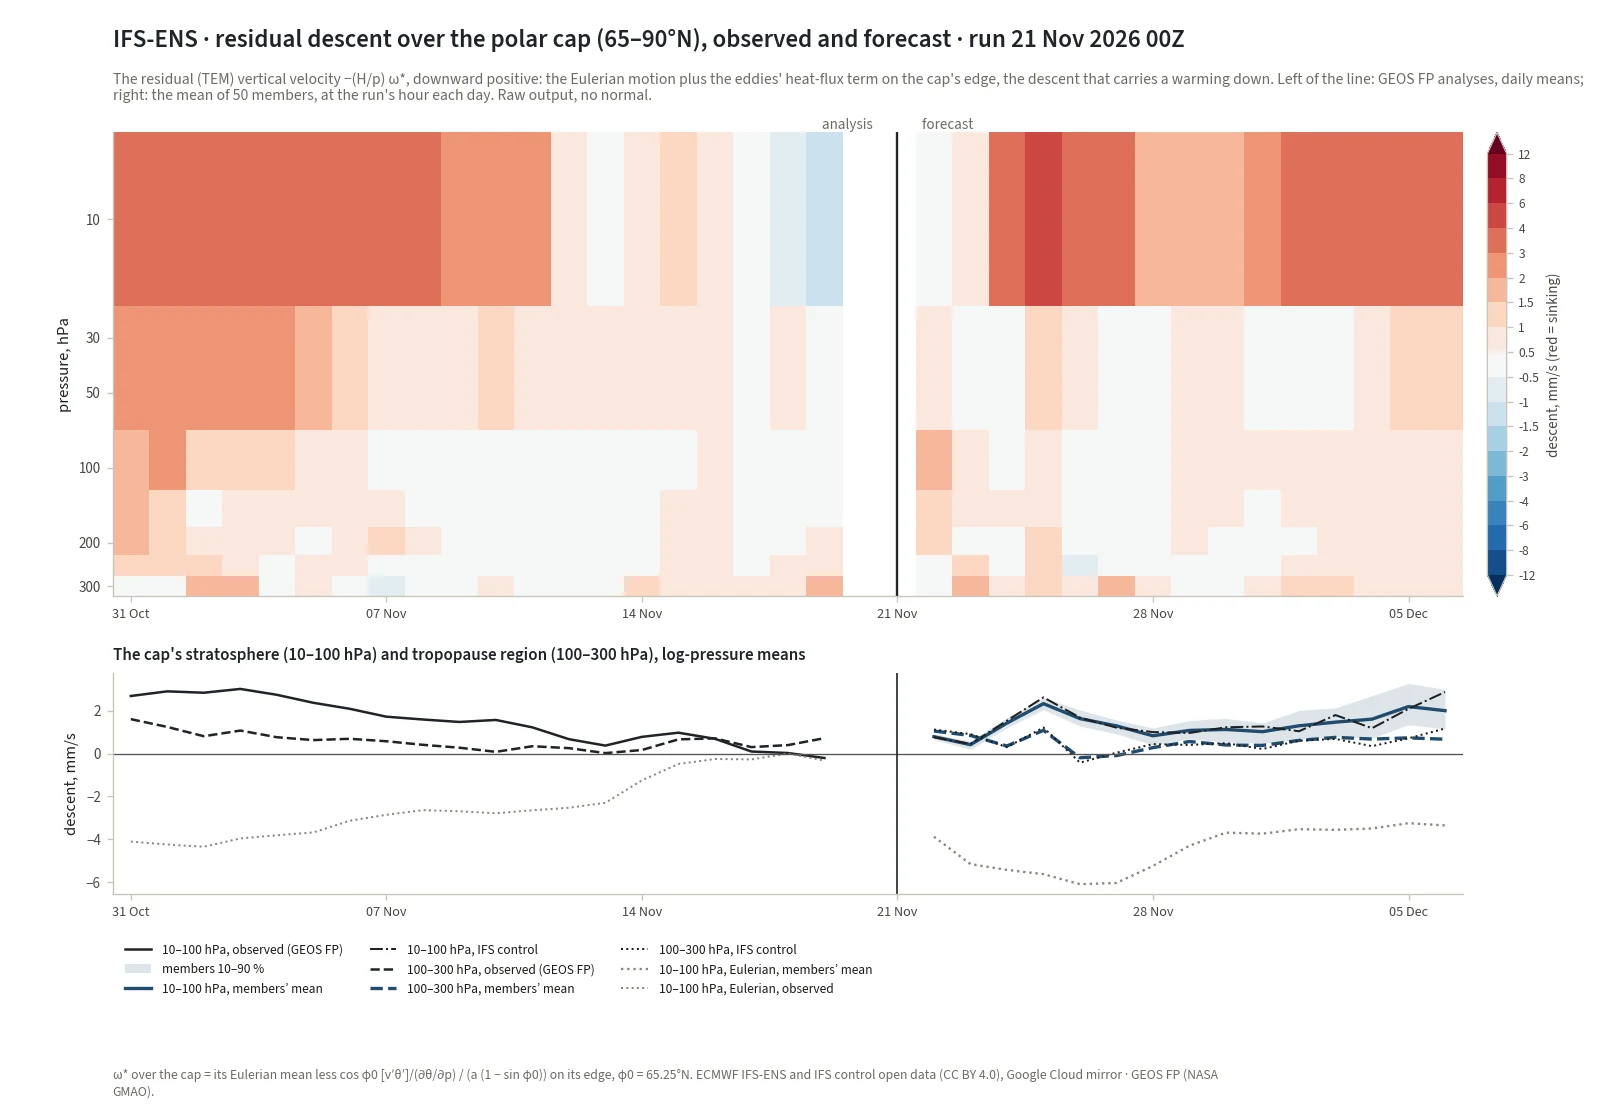 IFS-ENS · residual descent over the polar cap (65–90°N), observed and forecast · run 21 Nov 2026 00Z
The residual (TEM) vertical velocity −(H/p) ω*, downward positive: the Eulerian motion plus the eddies' heat-flux term on the cap's edge, the descent that carries a warming down. Left of the line: GEOS FP analyses, daily means;
right: the mean of 50 members, at the run's hour each day. Raw output, no normal.
analysis
forecast
pressure, hPa
10
30
50
100
200
300
31 Oct
07 Nov
14 Nov
21 Nov
28 Nov
05 Dec
12
8
6
4
3
2
1.5
1
0.5
-0.5
-1
-1.5
-2
-3
-4
-6
-8
-12
descent, mm/s (red = sinking)
The cap's stratosphere (10–100 hPa) and tropopause region (100–300 hPa), log-pressure means
descent, mm/s
2
0
−2
−4
−6
31 Oct
07 Nov
14 Nov
21 Nov
28 Nov
05 Dec
10–100 hPa, observed (GEOS FP)
members 10–90 %
10–100 hPa, members’ mean
10–100 hPa, IFS control
100–300 hPa, observed (GEOS FP)
100–300 hPa, members’ mean
100–300 hPa, IFS control
10–100 hPa, Eulerian, members’ mean
10–100 hPa, Eulerian, observed
ω* over the cap = its Eulerian mean less cos φ0 [v′θ′]/(∂θ/∂p) / (a (1 − sin φ0)) on its edge, φ0 = 65.25°N. ECMWF IFS-ENS and IFS control open data (CC BY 4.0), Google Cloud mirror · GEOS FP (NASA
GMAO).